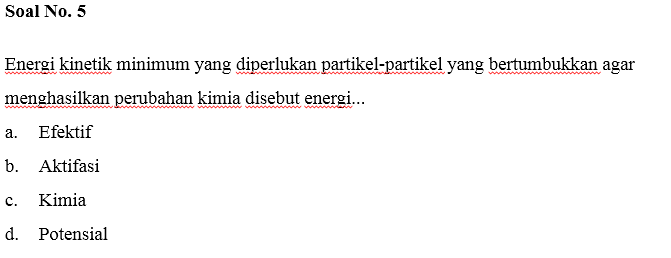 Soal No. 5
Energi kinetik minimum yang diperlukan partikel-partikel yang bertumbukkan agar
menghasilkan perubahan kimia disebut energi...
a. Efektif
b. Aktifasi
c. Kimia
d. Potensial